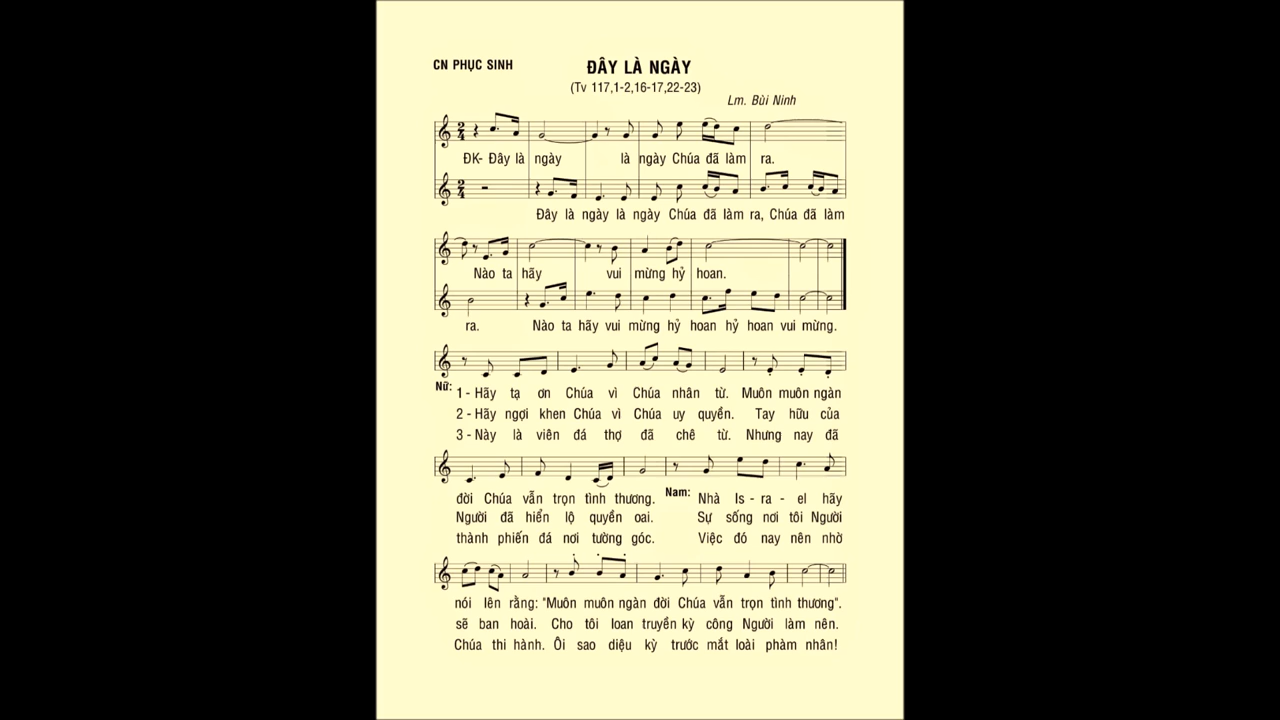 CN PHỤC SINH
ĐÂY LÀ NGÀY
(Tv 117,1-2,16-17,22-23)
Lm. Bùi Ninh
ĐK- Đây là ngày là ngày Chúa đã làm ra.
Đây là ngày là ngày Chúa đã làm ra, Chúa đã làm
Nào ta hãy vui mừng hỷ hoan.
ra. Nào ta hãy vui mừng hỷ hoan hỷ hoan vui mừng.
Nữ: 1 - Hãy tạ ơn Chúa vì Chúa nhân từ. Muôn muôn ngàn
2 - Hãy ngợi khen Chúa vì Chúa uy quyền. Tay hữu của
3 - Này là viên đá thợ đã chê từ. Nhưng nay đã
đời Chúa vẫn trọn tình thương. Nam: Nhà Is - ra - el hãy
Người đã hiển lộ quyền oai. Sự sống nơi tôi Người
thành phiến đá nơi tường góc. Việc đó nay nên nhờ
nói lên rằng: "Muôn muôn ngàn đời Chúa vẫn trọn tình thương".
sẽ ban hoài. Cho tôi loan truyền kỳ công Người làm nên.
Chúa thi hành. Ôi sao diệu kỳ trước mắt loài phàm nhân!